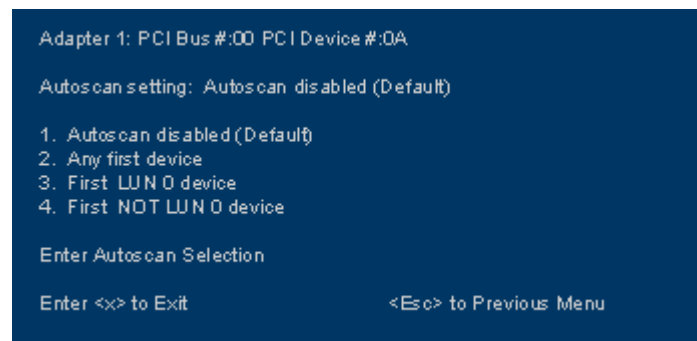 Adapter 1: PCI Bus #:00 PCI Device #:0A
Autoscan setting: Autoscan disabled (Default)
1. Autoscan disabled (Default)
2. Any first device
3. First LUN 0 device
4. First NOT LUN 0 device
Enter Autoscan Selection
Enter <x> to Exit <Esc> to Previous Menu